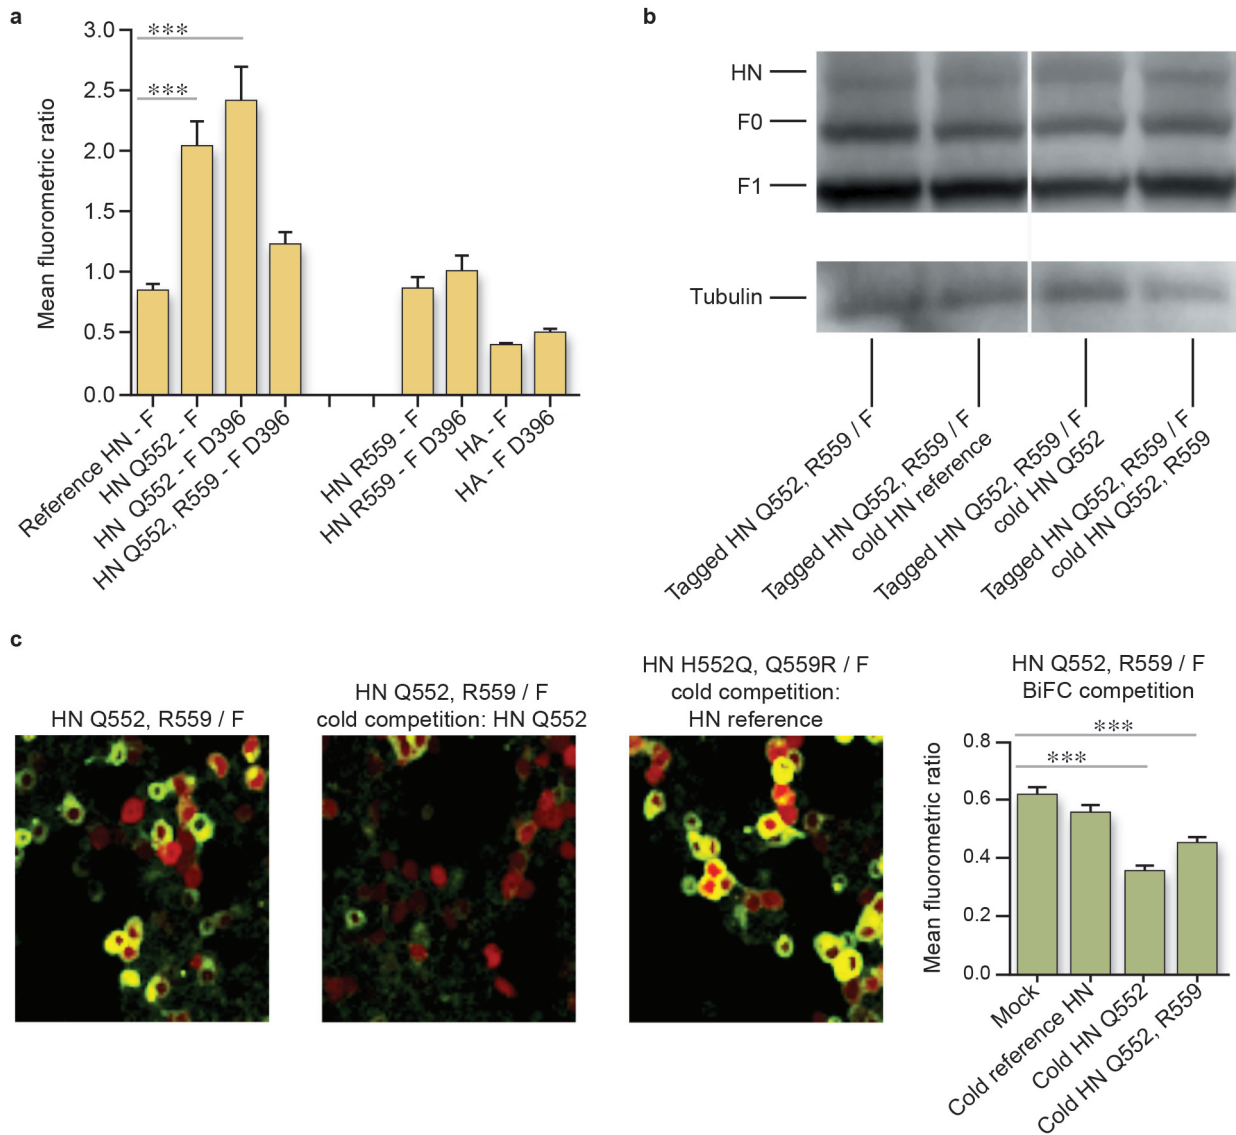 a
3.0
2.5
2.0
1.5
1.0
0.5
0.0
Mean fluorometric ratio
***
***
Reference HN - F
HN Q552 - F
HN Q552 - F D396
HN Q552, R559 - F D396
HN R559 - F
HN R559 - F D396
HA - F
HA - F D396
b
HN
F0
F1
Tubulin
Tagged HN Q552, R559 / F
Tagged HN Q552, R559 / F
cold HN reference
Tagged HN Q552, R559 / F
cold HN Q552
Tagged HN Q552, R559 / F
cold HN Q552, R559
c
HN Q552, R559 / F
HN Q552, R559 / F
cold competition: HN Q552
HN H552Q, Q559R / F
cold competition:
HN reference
HN Q552, R559 / F
BiFC competition
***
***
0.8
0.6
0.4
0.2
0.0
Mean fluorometric ratio
Mock
Cold reference HN
Cold HN Q552
Cold HN Q552, R559